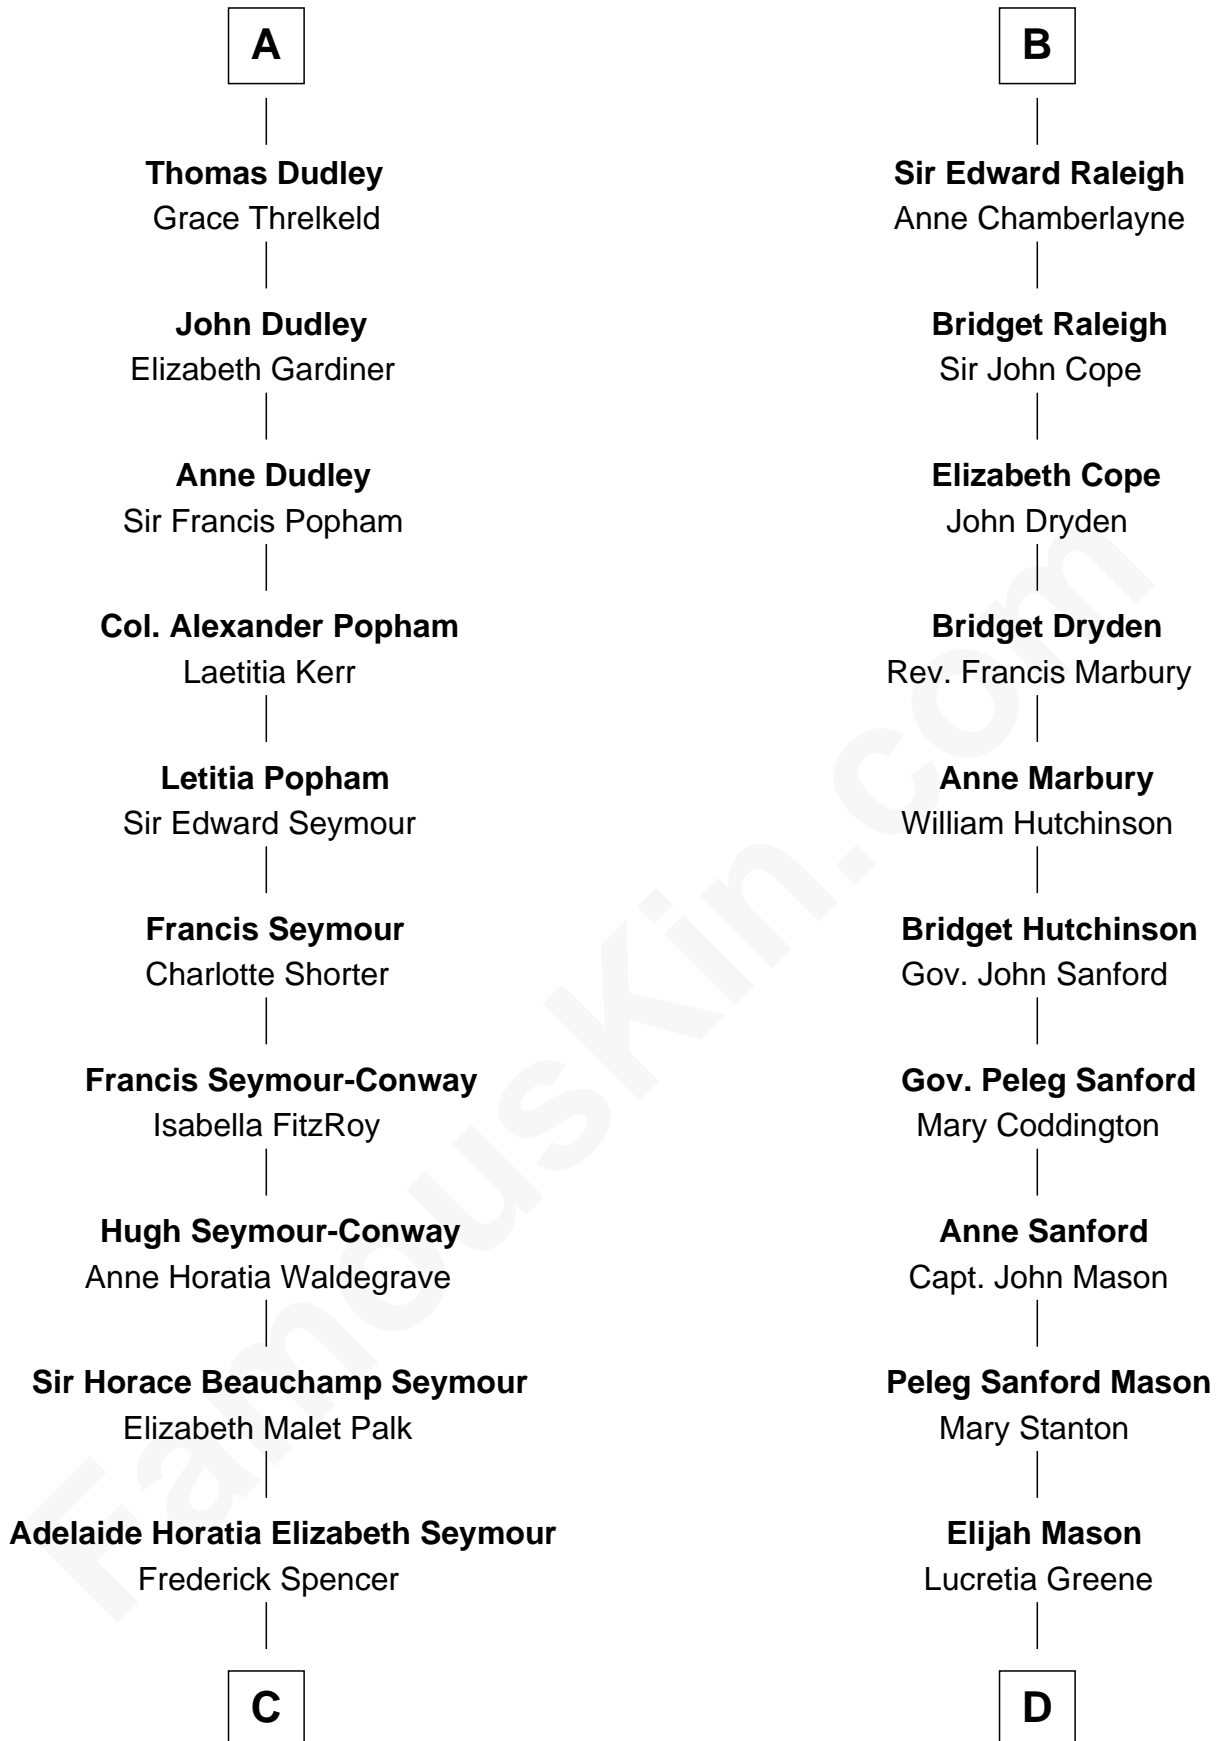 A
Thomas Dudley
Grace Threlkeld
John Dudley
Elizabeth Gardiner
Anne Dudley
Sir Francis Popham
Col. Alexander Popham
Laetitia Kerr
Letitia Popham
Sir Edward Seymour
Francis Seymour
Charlotte Shorter
Francis Seymour-Conway
Isabella FitzRoy
Hugh Seymour-Conway
Anne Horatia Waldegrave
Sir Horace Beauchamp Seymour
Elizabeth Malet Palk
Adelaide Horatia Elizabeth Seymour
Frederick Spencer
C
B
Sir Edward Raleigh
Anne Chamberlayne
Bridget Raleigh
Sir John Cope
Elizabeth Cope
John Dryden
Bridget Dryden
Rev. Francis Marbury
Anne Marbury
William Hutchinson
Bridget Hutchinson
Gov. John Sanford
Gov. Peleg Sanford
Mary Coddington
Anne Sanford
Capt. John Mason
Peleg Sanford Mason
Mary Stanton
Elijah Mason
Lucretia Greene
D
FamousKin.com